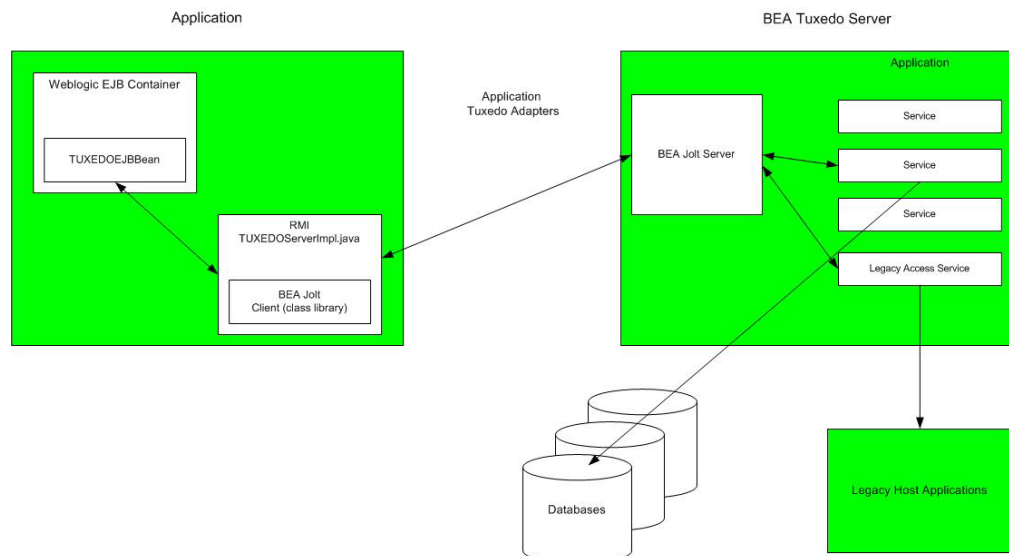 Application
BEA Tuxedo Server
Weblogic EJB Container
TUXEDOEJBBean
RMI
TUXEDOServerImpl.java
BEA Jolt
Client (class library)
Application
Tuxedo Adapters
Application
BEA Jolt Server
Service
Service
Service
Legacy Access Service
Databases
Legacy Host Applications